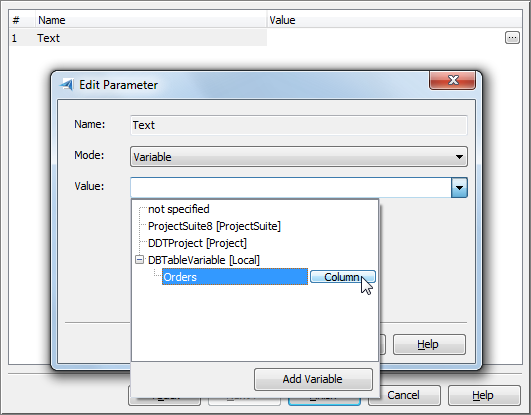 # Name Value
1 Text ...
Edit Parameter
Name: Text
Mode: Variable
Value:
not specified
ProjectSuite8 [ProjectSuite]
DDTProject [Project]
DBTableVariable [Local]
Orders Column
Help
Add Variable
Cancel Help